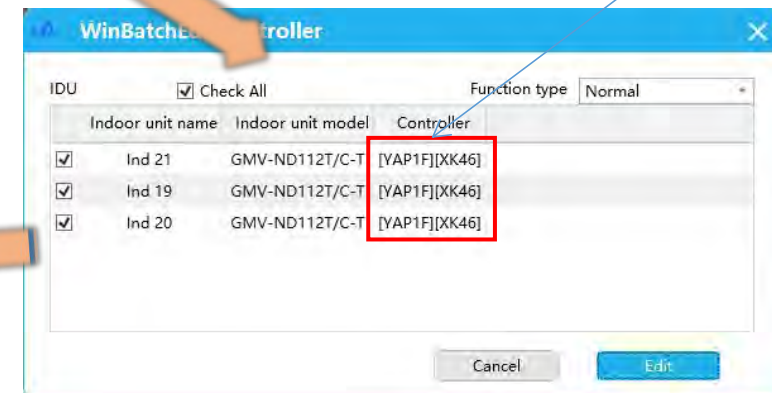 WinBatchE troller
IDU Check All Function type Normal
Indoor unit name Indoor unit model Controller
Ind 21 GMV-ND112T/C-T [YAP1F][XK46]
Ind 19 GMV-ND112T/C-T [YAP1F][XK46]
Ind 20 GMV-ND112T/C-T [YAP1F][XK46]
Cancel Edit